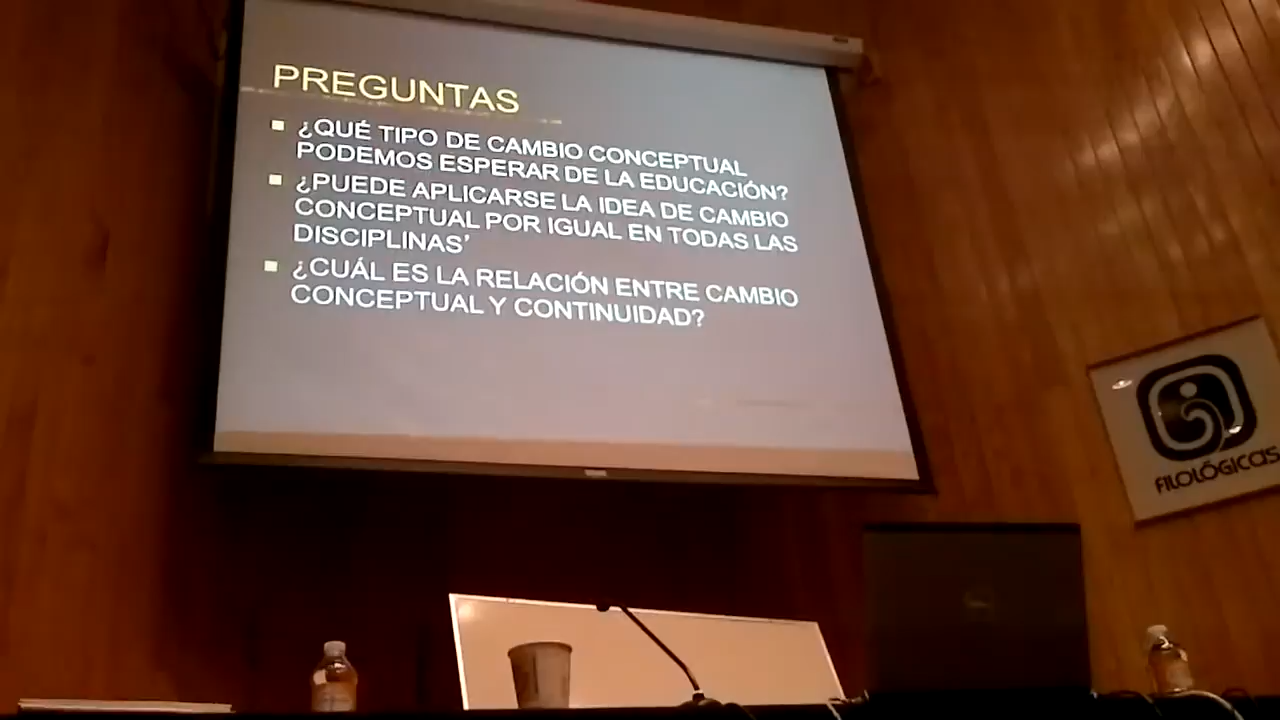 PREGUNTAS
¿QUÉ TIPO DE CAMBIO CONCEPTUAL
PODEMOS ESPERAR DE LA EDUCACIÓN?
¿PUEDE APLICARSE LA IDEA DE CAMBIO
CONCEPTUAL POR IGUAL EN TODAS LAS
DISCIPLINAS’
¿CUÁL ES LA RELACIÓN ENTRE CAMBIO
CONCEPTUAL Y CONTINUIDAD?
FILOLÓGICAS